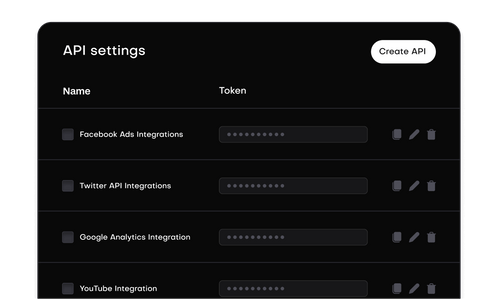 API settings
Create API
Name Token
Facebook Ads Integrations
Twitter API Integrations
Google Analytics Integration
YouTube Integration